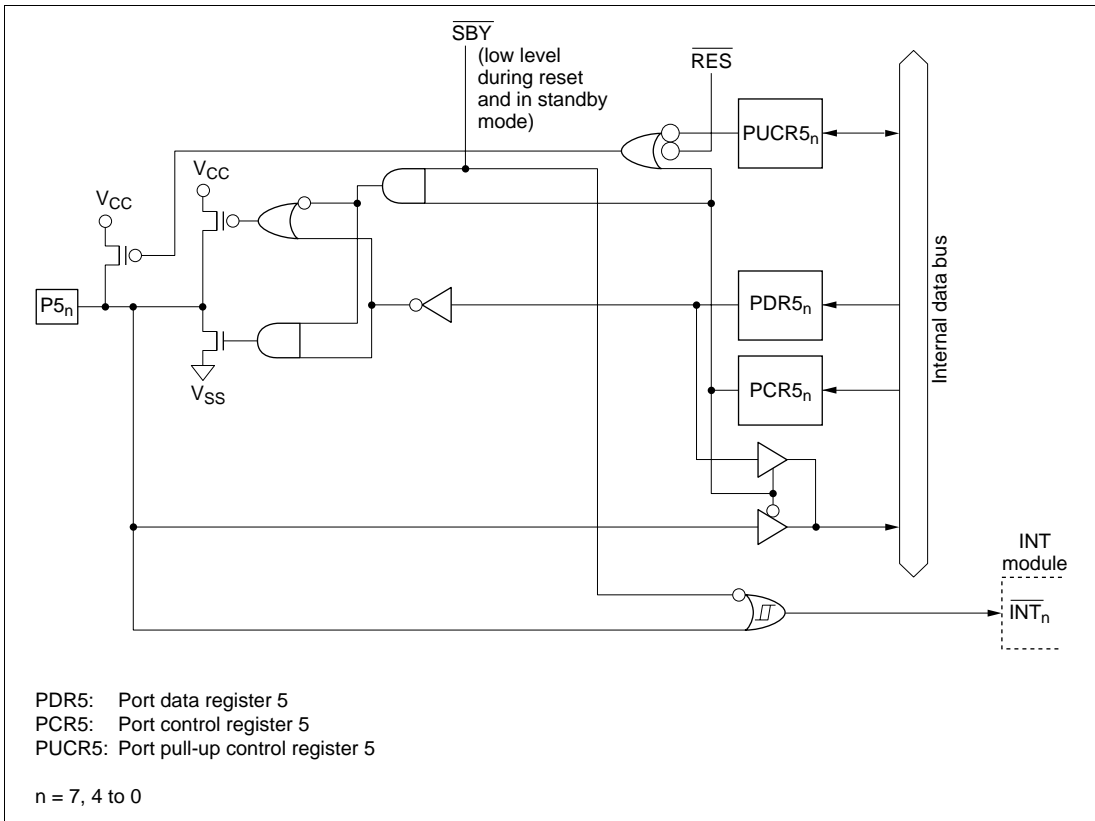 SBY
(low level
during reset
and in standby
mode)
RES
PUCR5n
VCC
VCC
P5n
VSS
PDR5n
PCR5n
Internal data bus
INT
module
INTn
PDR5: Port data register 5
PCR5: Port control register 5
PUCR5: Port pull-up control register 5
n = 7, 4 to 0